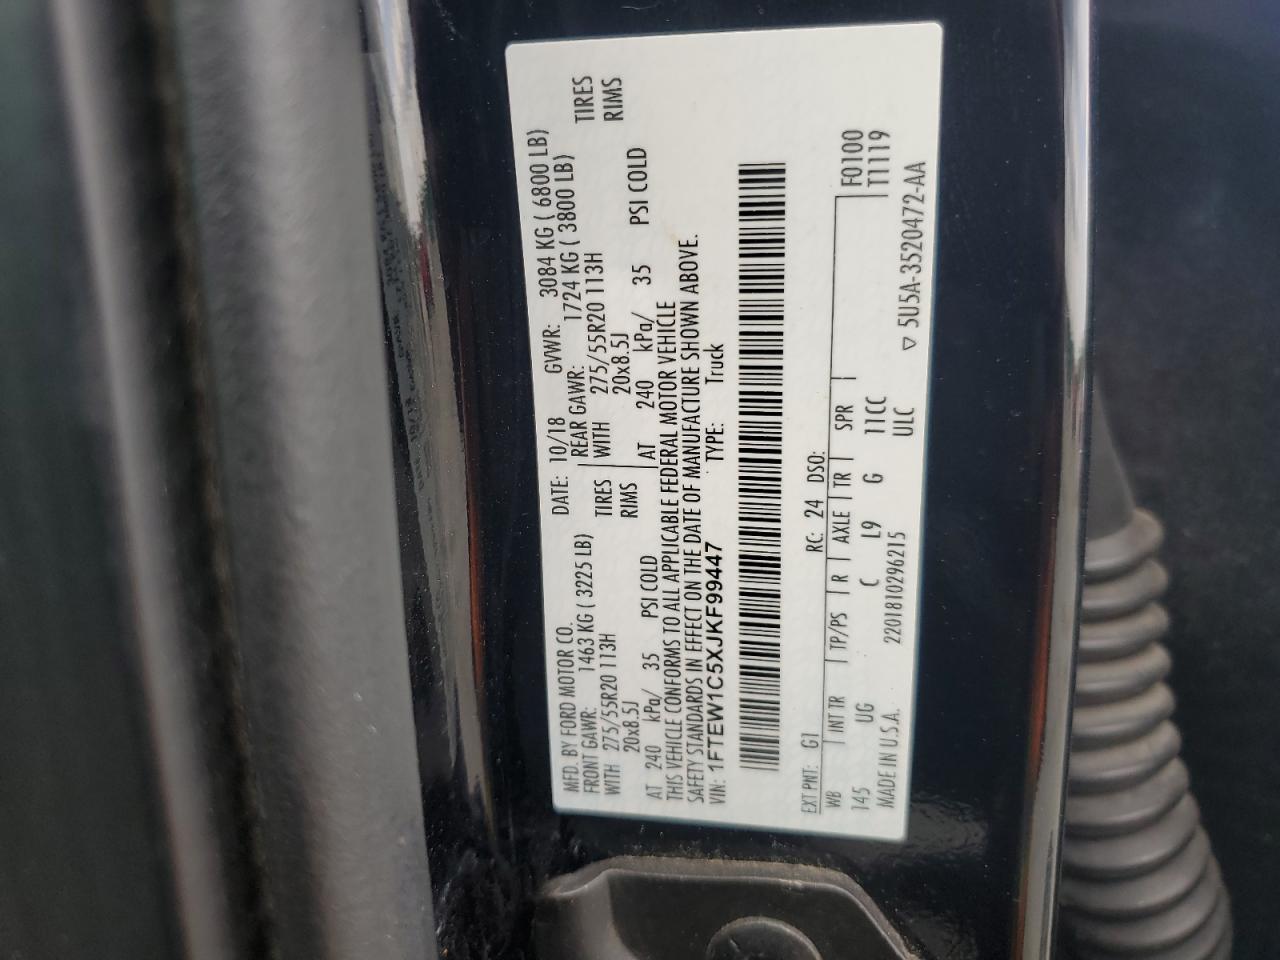 MFD. BY FORD MOTOR CO. DATE: 10/18 GVWR: 3084 KG ( 6800 LB)
FRONT GAWR: 1463 KG ( 3225 LB) REAR GAWR: 1724 KG ( 3800 LB)
WITH 275/55R20 113H TIRES WITH 275/55R20 113H TIRES
20x8.5J RIMS 20x8.5J RIMS
AT 240 kPa/ 35 PSI COLD AT 240 kPa/ 35 PSI COLD
THIS VEHICLE CONFORMS TO ALL APPLICABLE FEDERAL MOTOR VEHICLE
SAFETY STANDARDS IN EFFECT ON THE DATE OF MANUFACTURE SHOWN ABOVE.
VIN: 1FTEW1C5XJKF99447 TYPE: Truck
EXT PNT: G1 RC: 24 DSO: F0100
WB INT TR TP/PS R AXLE TR SPR T1119
145 UG C L9 G 11CC
MADE IN U.S.A. 2201810296215 ULC
▽ 5U5A-3520472-AA